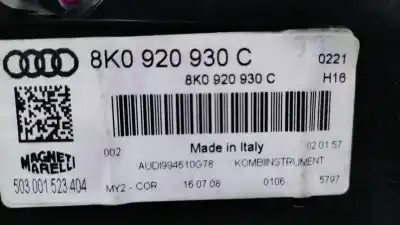 8K0 920 930 C
0221
8K0 920 930 C
H16
MAGNETI
MARELLI
002
Made in Italy
02 01 57
AUDI994610G78
KOMBIINSTRUMENT
503 001 523 404
MY2 - COR
16.07.08
0106
5797